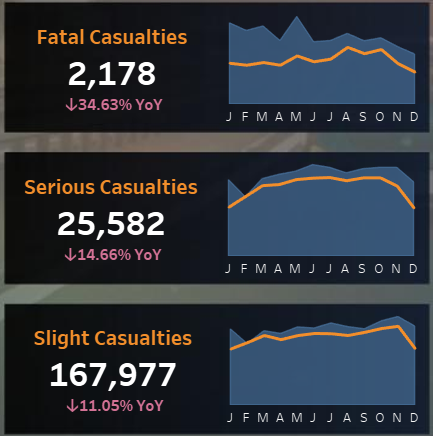 Fatal Casualties
2,178
↓34.63% YoY
J F M A M J J A S O N D
Serious Casualties
25,582
↓14.66% YoY
J F M A M J J A S O N D
Slight Casualties
167,977
↓11.05% YoY
J F M A M J J A S O N D